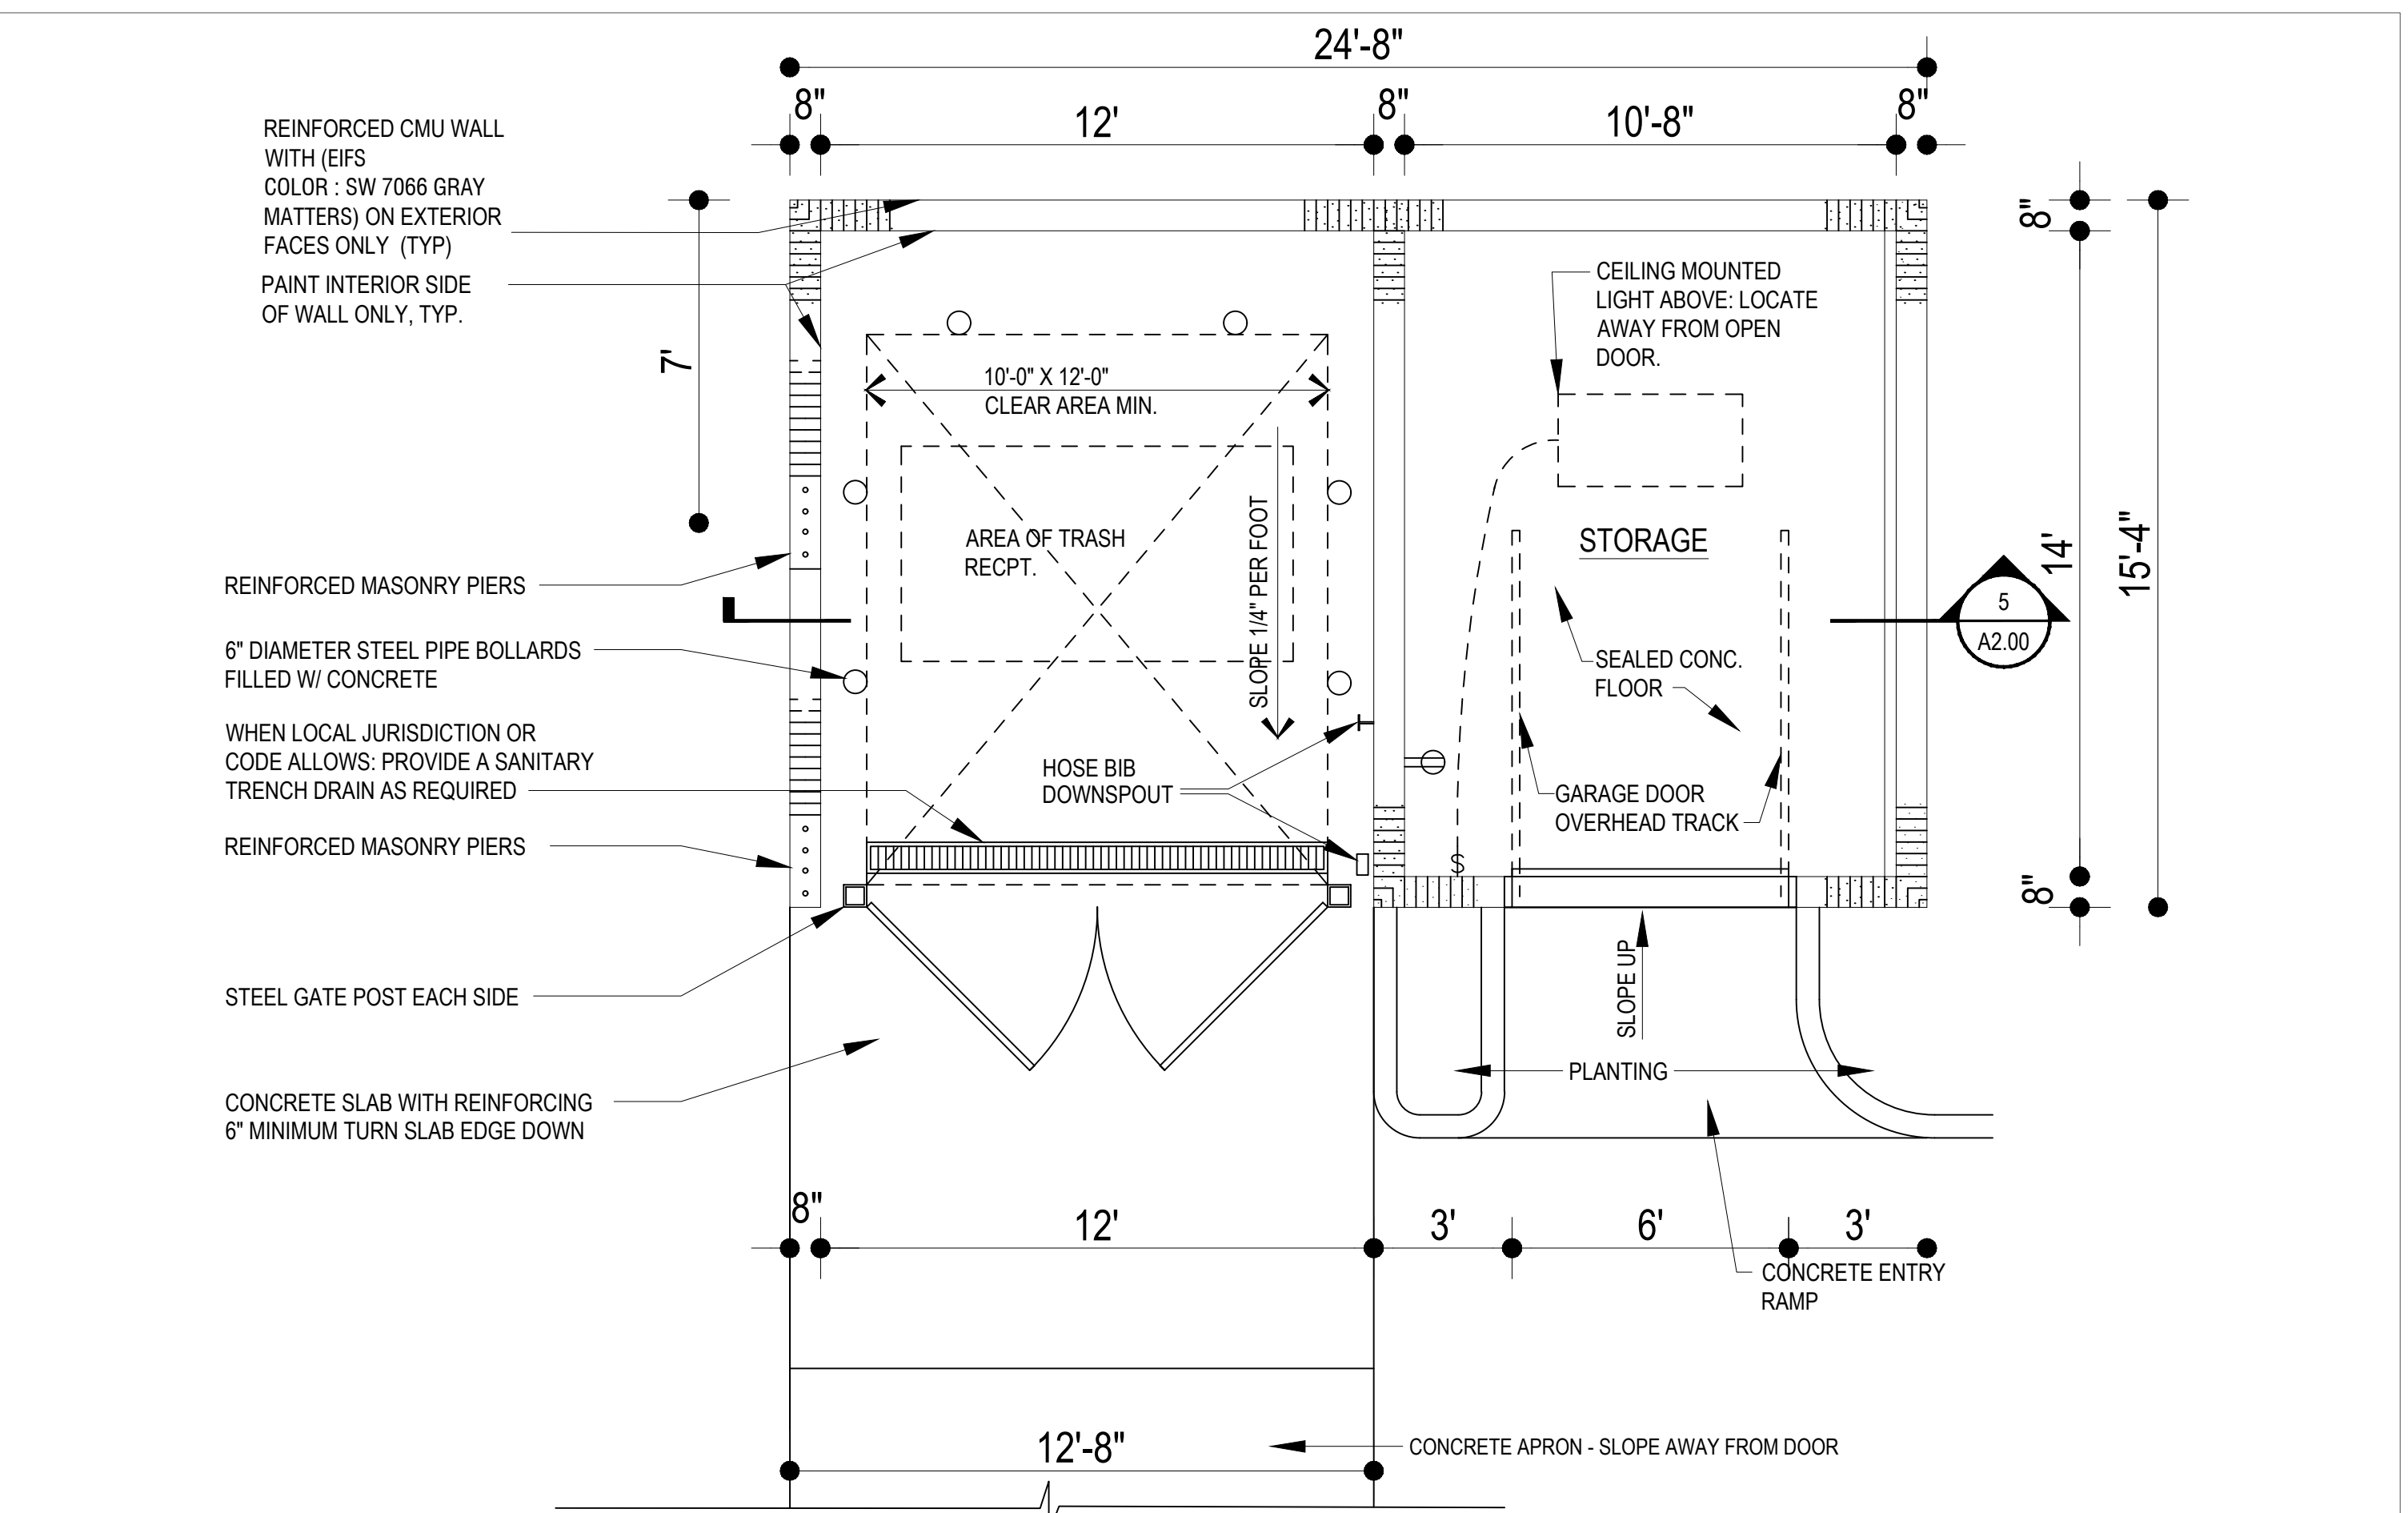 24'-8"
8"
12'
8"
10'-8"
8"
REINFORCED CMU WALL
WITH (EIFS
COLOR : SW 7066 GRAY
MATTERS) ON EXTERIOR
FACES ONLY (TYP)
PAINT INTERIOR SIDE
OF WALL ONLY, TYP.
7'
8"
14'
15'-4"
8"
CEILING MOUNTED
LIGHT ABOVE: LOCATE
AWAY FROM OPEN
DOOR.
10'-0" X 12'-0"
CLEAR AREA MIN.
AREA OF TRASH
RECPT.
SLOPE 1/4" PER FOOT
STORAGE
5
A2.00
REINFORCED MASONRY PIERS
6" DIAMETER STEEL PIPE BOLLARDS
FILLED W/ CONCRETE
SEALED CONC.
FLOOR
WHEN LOCAL JURISDICTION OR
CODE ALLOWS: PROVIDE A SANITARY
TRENCH DRAIN AS REQUIRED
HOSE BIB
DOWNSPOUT
GARAGE DOOR
OVERHEAD TRACK
REINFORCED MASONRY PIERS
S
STEEL GATE POST EACH SIDE
SLOPE UP
PLANTING
CONCRETE SLAB WITH REINFORCING
6" MINIMUM TURN SLAB EDGE DOWN
8"
12'
3'
6'
3'
CONCRETE ENTRY
RAMP
12'-8"
CONCRETE APRON - SLOPE AWAY FROM DOOR